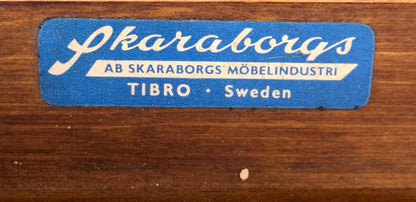 Skaraborgs
AB SKARABORGS MÖBELINDUSTRI
TIBRO · Sweden